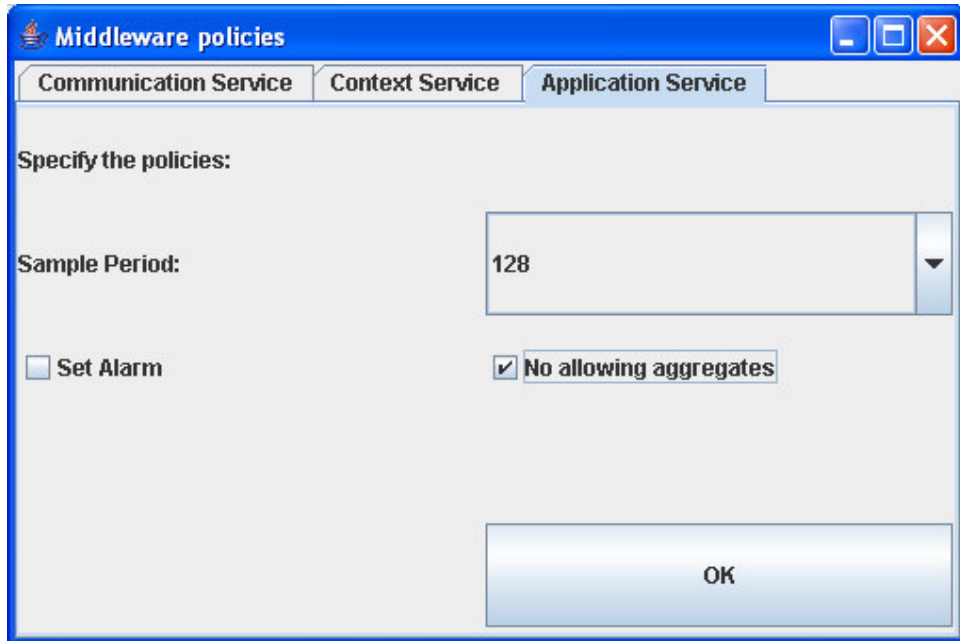 Middleware policies
Communication Service Context Service Application Service
Specify the policies:
Sample Period: 128
Set Alarm No allowing aggregates
OK